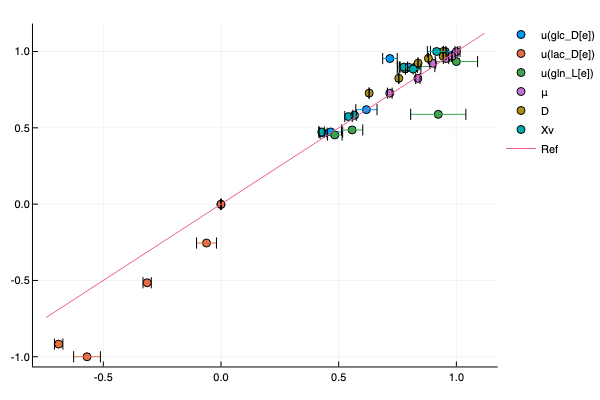 1.0
0.5
0.0
-0.5
-1.0
-0.5
0.0
0.5
1.0
u(glc_D[e])
u(lac_D[e])
u(gln_L[e])
μ
D
Xv
Ref